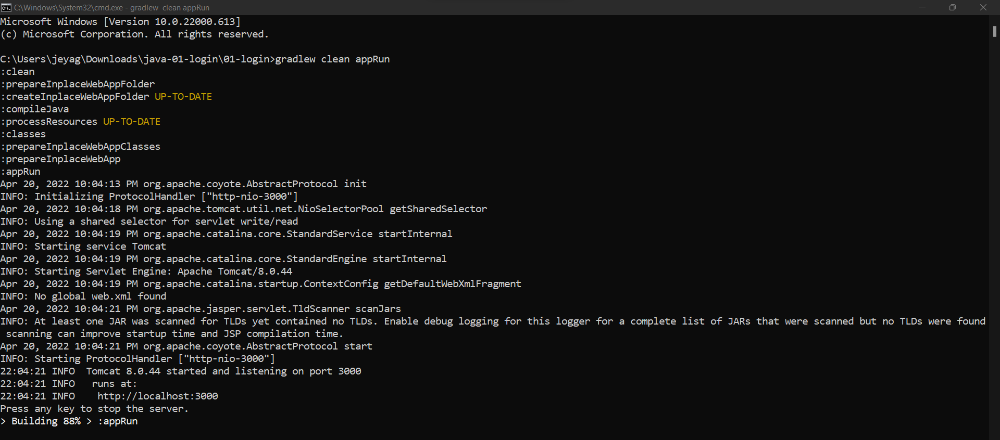 C:\Windows\System32\cmd.exe - gradlew  clean appRun
Microsoft Windows [Version 10.0.22000.613]
(c) Microsoft Corporation. All rights reserved.
C:\Users\jeyag\Downloads\java-01-login\01-login>gradlew clean appRun
:clean
:prepareInplaceWebAppFolder
:createInplaceWebAppFolder UP-TO-DATE
:compileJava
:processResources UP-TO-DATE
:classes
:prepareInplaceWebAppClasses
:prepareInplaceWebApp
:appRun
Apr 20, 2022 10:04:13 PM org.apache.coyote.AbstractProtocol init
INFO: Initializing ProtocolHandler ["http-nio-3000"]
Apr 20, 2022 10:04:18 PM org.apache.tomcat.util.net.NioSelectorPool getSharedSelector
INFO: Using a shared selector for servlet write/read
Apr 20, 2022 10:04:19 PM org.apache.catalina.core.StandardService startInternal
INFO: Starting service Tomcat
Apr 20, 2022 10:04:19 PM org.apache.catalina.core.StandardEngine startInternal
INFO: Starting Servlet Engine: Apache Tomcat/8.0.44
Apr 20, 2022 10:04:19 PM org.apache.catalina.startup.ContextConfig getDefaultWebXmlFragment
INFO: No global web.xml found
Apr 20, 2022 10:04:21 PM org.apache.jasper.servlet.TldScanner scanJars
INFO: At least one JAR was scanned for TLDs yet contained no TLDs. Enable debug logging for this logger for a complete list of JARs that were scanned but no TLDs were found
 scanning can improve startup time and JSP compilation time.
Apr 20, 2022 10:04:21 PM org.apache.coyote.AbstractProtocol start
INFO: Starting ProtocolHandler ["http-nio-3000"]
22:04:21 INFO  Tomcat 8.0.44 started and listening on port 3000
22:04:21 INFO   runs at:
22:04:21 INFO    http://localhost:3000
Press any key to stop the server.
> Building 88% > :appRun